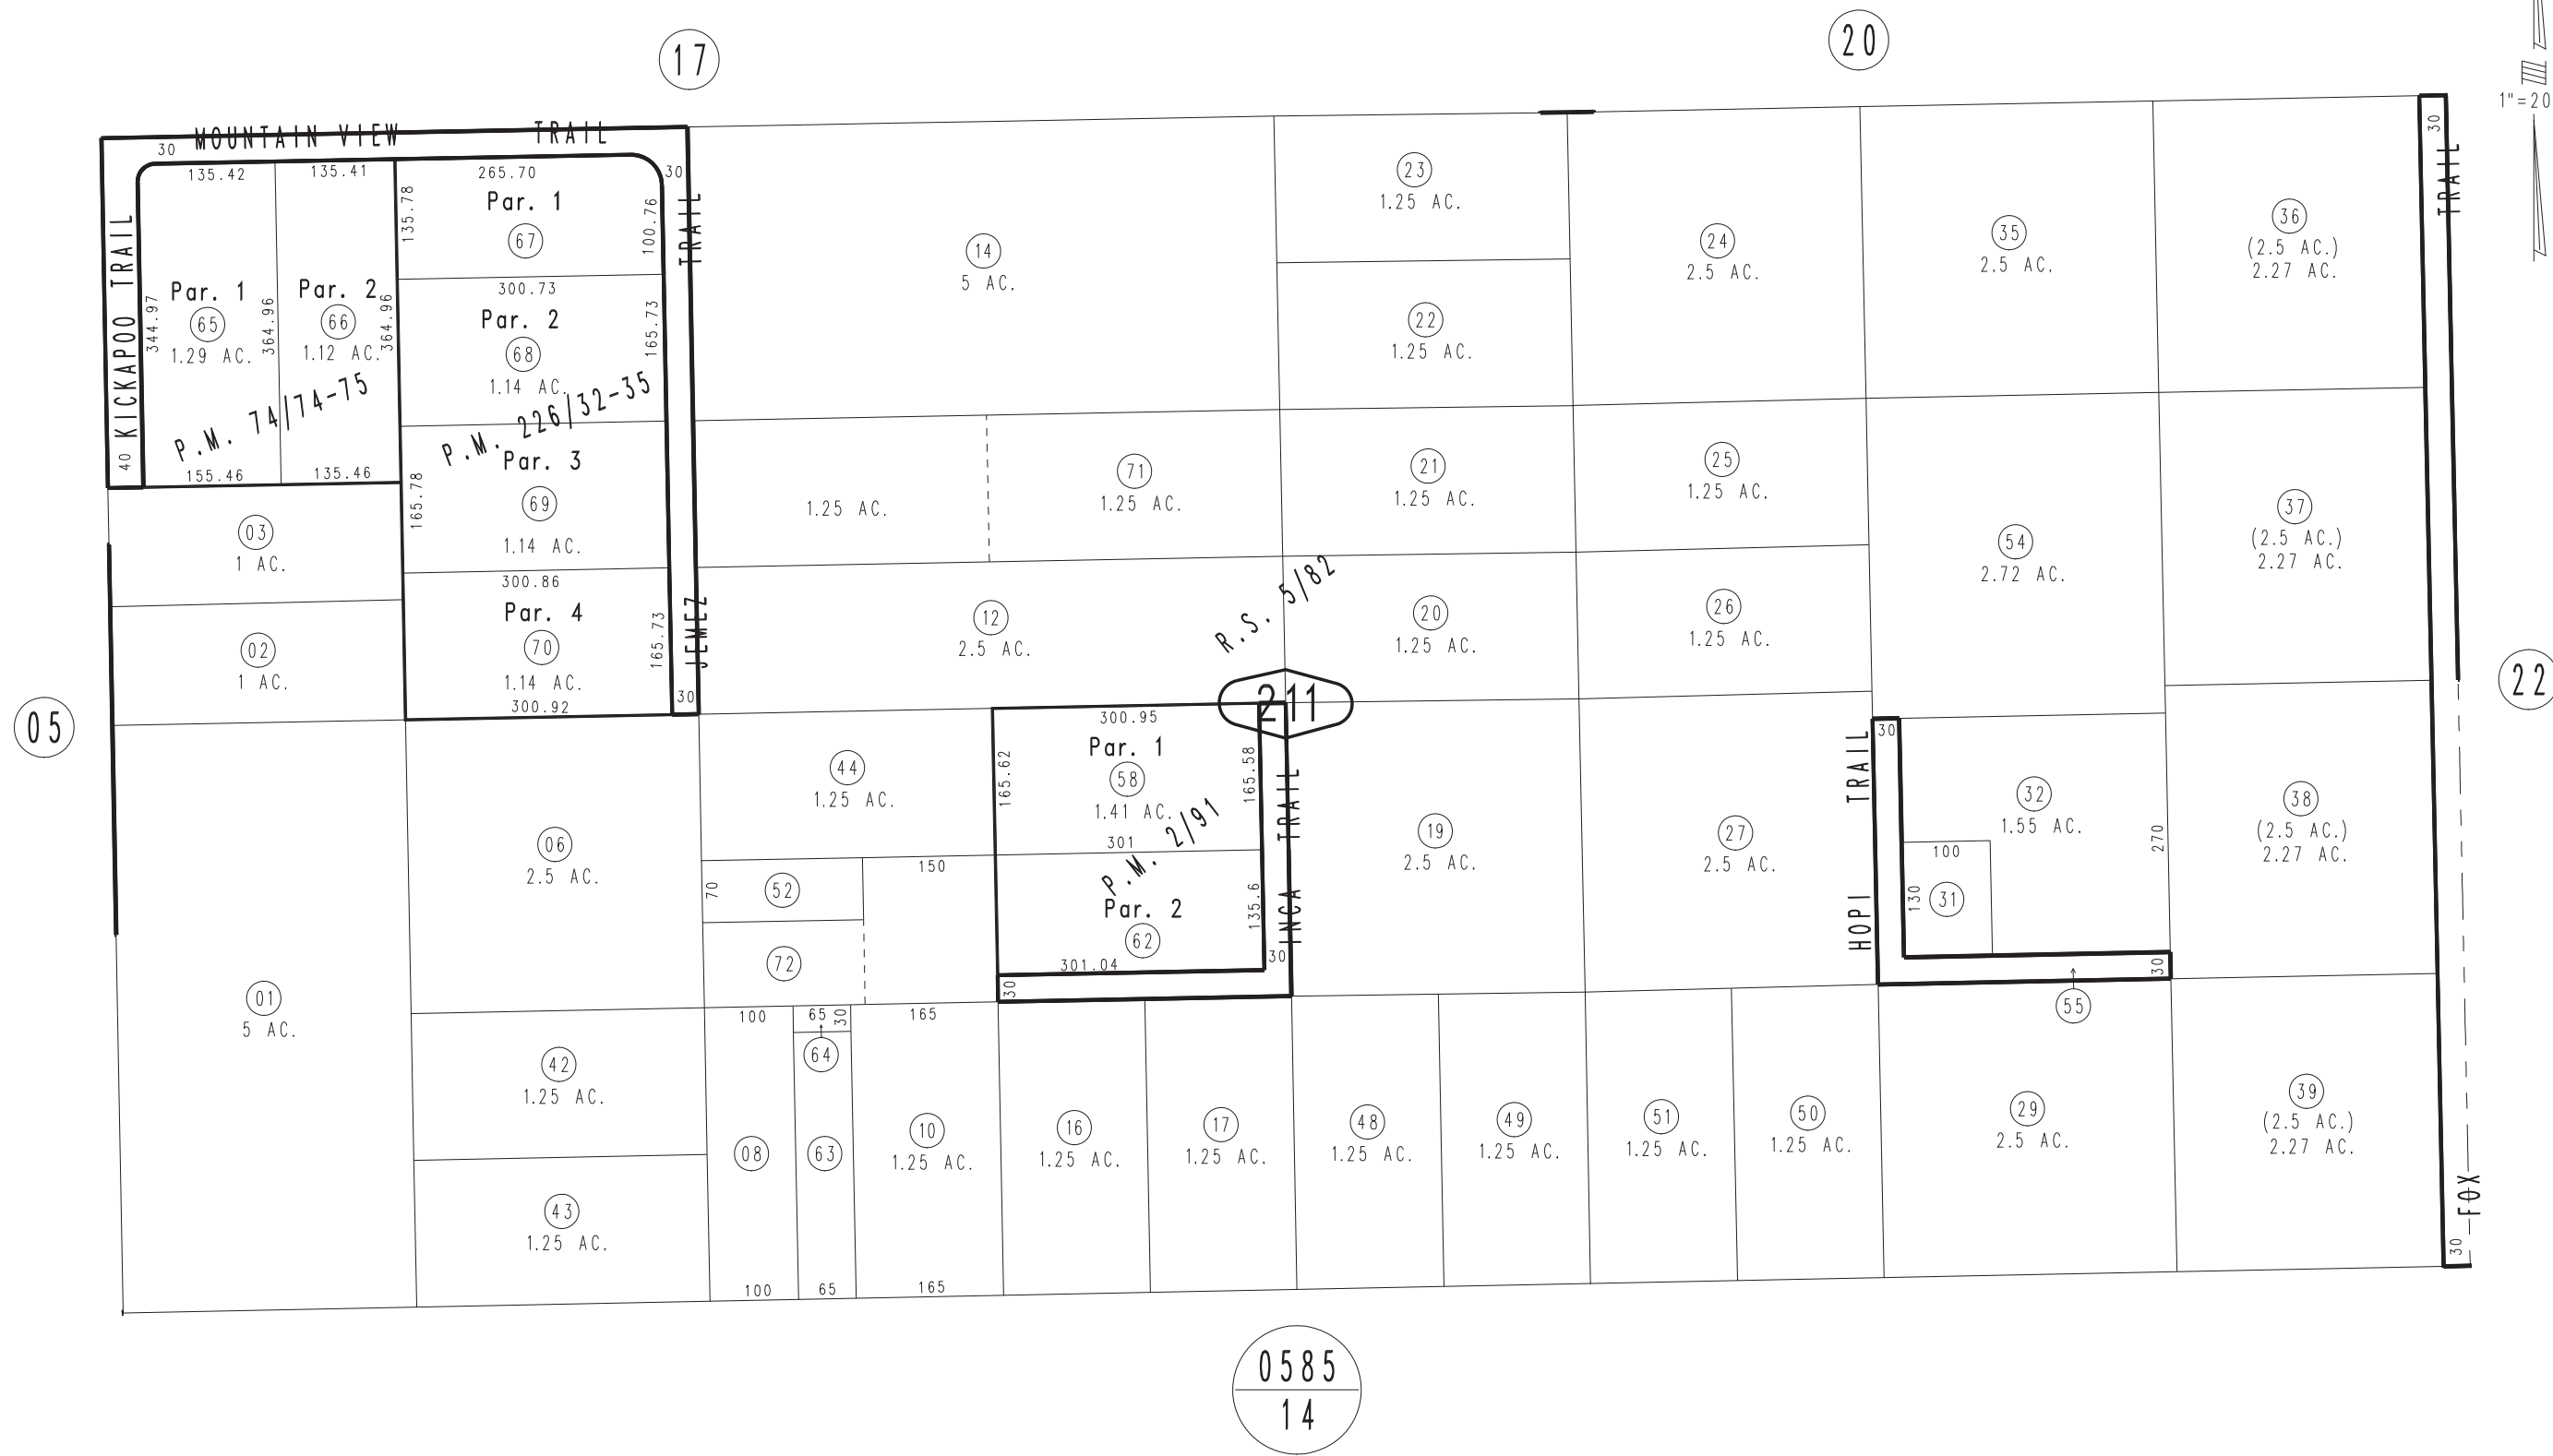 17
20
1"=20
MOUNTAIN VIEW TRAIL
30
135.42
135.41
265.70
30
30
TRAIL
TRAIL
KICKAPOO TRAIL
40
344.97
Par. 1
65
1.29 AC.
364.96
Par. 2
66
1.12 AC.
364.96
P.M. 74/74-75
155.46
135.46
135.78
Par. 1
67
100.76
300.73
Par. 2
68
1.14 AC.
165.73
P.M. 226/32-35
Par. 3
69
1.14 AC.
165.78
300.86
Par. 4
70
1.14 AC.
165.73
300.92
30
JEMEZ
14
5 AC.
23
1.25 AC.
22
1.25 AC.
24
2.5 AC.
35
2.5 AC.
36
(2.5 AC.)
2.27 AC.
03
1 AC.
02
1 AC.
1.25 AC.
71
1.25 AC.
21
1.25 AC.
25
1.25 AC.
54
2.72 AC.
37
(2.5 AC.)
2.27 AC.
12
2.5 AC.
R.S. 5/82
20
1.25 AC.
26
1.25 AC.
211
05
22
01
5 AC.
06
2.5 AC.
44
1.25 AC.
300.95
Par. 1
58
1.41 AC.
165.62
165.58
301
P.M. 2/91
Par. 2
62
135.6
301.04
30
30
INCA TRAIL
70
52
150
72
19
2.5 AC.
27
2.5 AC.
HOPI TRAIL
30
32
1.55 AC.
270
100
130
31
30
55
38
(2.5 AC.)
2.27 AC.
42
1.25 AC.
43
1.25 AC.
100
65
30
165
64
08
63
10
1.25 AC.
16
1.25 AC.
17
1.25 AC.
48
1.25 AC.
49
1.25 AC.
51
1.25 AC.
50
1.25 AC.
29
2.5 AC.
39
(2.5 AC.)
2.27 AC.
FOX
30
100
65
165
0585
14